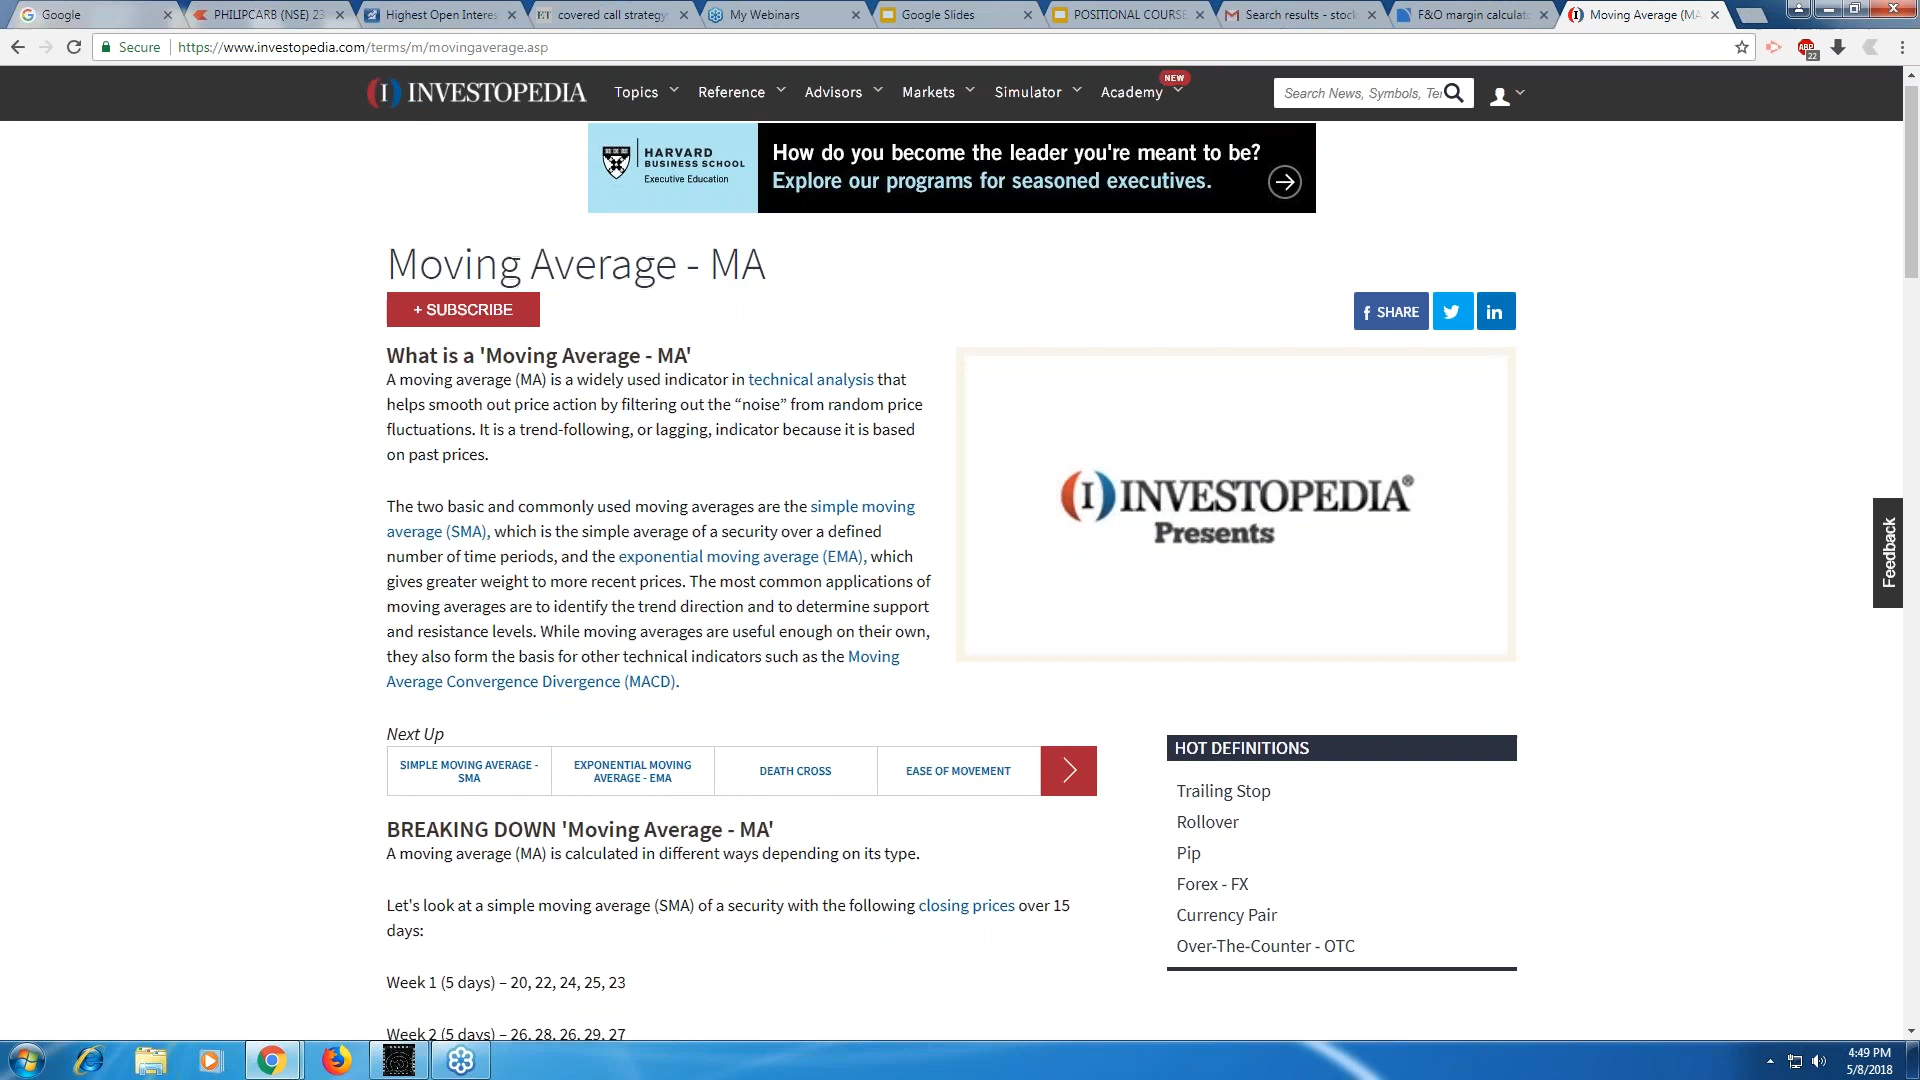 Google
PHILIPCARB (NSE) 23
Highest Open Interes
ET covered call strategy
My Webinars
Google Slides
POSITIONAL COURSE
Search results - stock
F&O margin calculat
Moving Average (MA
Secure https://www.investopedia.com/terms/m/movingaverage.asp
ABP
22
INVESTOPEDIA
Topics Reference Advisors Markets Simulator Academy
NEW
Search News, Symbols, Te
HARVARD
BUSINESS SCHOOL
Executive Education
How do you become the leader you're meant to be?
Explore our programs for seasoned executives.
Moving Average - MA
+ SUBSCRIBE
f SHARE
in
What is a 'Moving Average - MA'
A moving average (MA) is a widely used indicator in technical analysis that
helps smooth out price action by filtering out the “noise” from random price
fluctuations. It is a trend-following, or lagging, indicator because it is based
on past prices.
The two basic and commonly used moving averages are the simple moving
average (SMA), which is the simple average of a security over a defined
number of time periods, and the exponential moving average (EMA), which
gives greater weight to more recent prices. The most common applications of
moving averages are to identify the trend direction and to determine support
and resistance levels. While moving averages are useful enough on their own,
they also form the basis for other technical indicators such as the Moving
Average Convergence Divergence (MACD).
(I) INVESTOPEDIA®
Presents
Feedback
Next Up
SIMPLE MOVING AVERAGE -
SMA
EXPONENTIAL MOVING
AVERAGE - EMA
DEATH CROSS
EASE OF MOVEMENT
HOT DEFINITIONS
Trailing Stop
Rollover
Pip
Forex - FX
Currency Pair
Over-The-Counter - OTC
BREAKING DOWN 'Moving Average - MA'
A moving average (MA) is calculated in different ways depending on its type.
Let's look at a simple moving average (SMA) of a security with the following closing prices over 15
days:
Week 1 (5 days) – 20, 22, 24, 25, 23
Week 2 (5 days) – 26, 28, 26, 29, 27
4:49 PM
5/8/2018